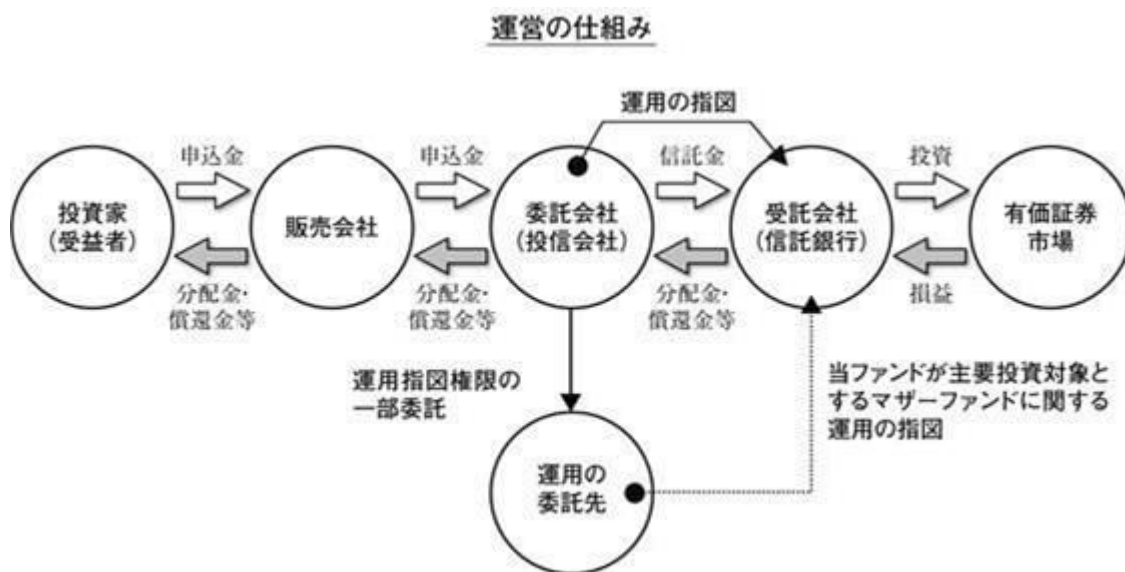 運営の仕組み
運用の指図
申込金
申込金
信託金
投資
投資家
（受益者）
販売会社
委託会社
（投信会社）
受託会社
（信託銀行）
有価証券
市場
分配金・
償還金等
分配金・
償還金等
分配金・
償還金等
損益
運用指図権限の
一部委託
当ファンドが主要投資対象と
するマザーファンドに関する
運用の指図
運用の
委託先